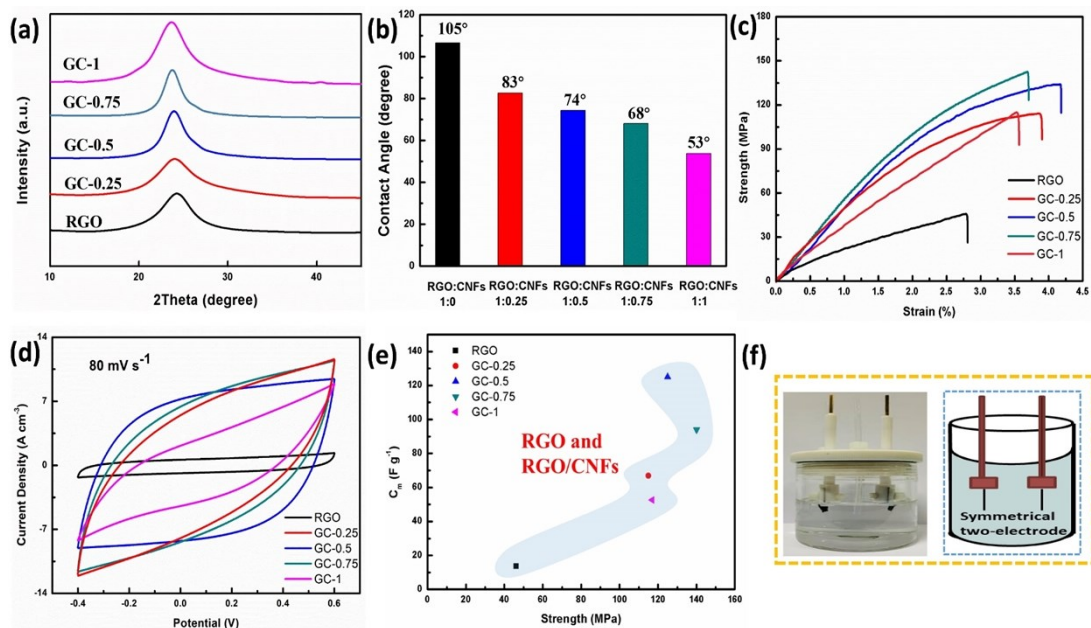 (a)
Intensity (a.u.)
GC-1
GC-0.75
GC-0.5
GC-0.25
RGO
10 20 30 40
2Theta (degree)
(b)
Contact Angle (degree)
120
100
80
60
40
20
0
105°
83°
74°
68°
53°
RGO:CNFs RGO:CNFs RGO:CNFs RGO:CNFs RGO:CNFs
1:0 1:0.25 1:0.5 1:0.75 1:1
(c)
Strength (MPa)
180
150
120
90
60
30
0
RGO
GC-0.25
GC-0.5
GC-0.75
GC-1
0.0 0.5 1.0 1.5 2.0 2.5 3.0 3.5 4.0 4.5
Strain (%)
(d)
Current Density (A cm⁻³)
14
7
0
-7
-14
80 mV s⁻¹
RGO
GC-0.25
GC-0.5
GC-0.75
GC-1
-0.4 -0.2 0.0 0.2 0.4 0.6
Potential (V)
(e)
Cₘ (F g⁻¹)
140
130
120
110
100
90
80
70
60
50
40
30
20
10
0
RGO
GC-0.25
GC-0.5
GC-0.75
GC-1
RGO and
RGO/CNFs
0 20 40 60 80 100 120 140 160
Strength (MPa)
(f)
Symmetrical
two-electrode